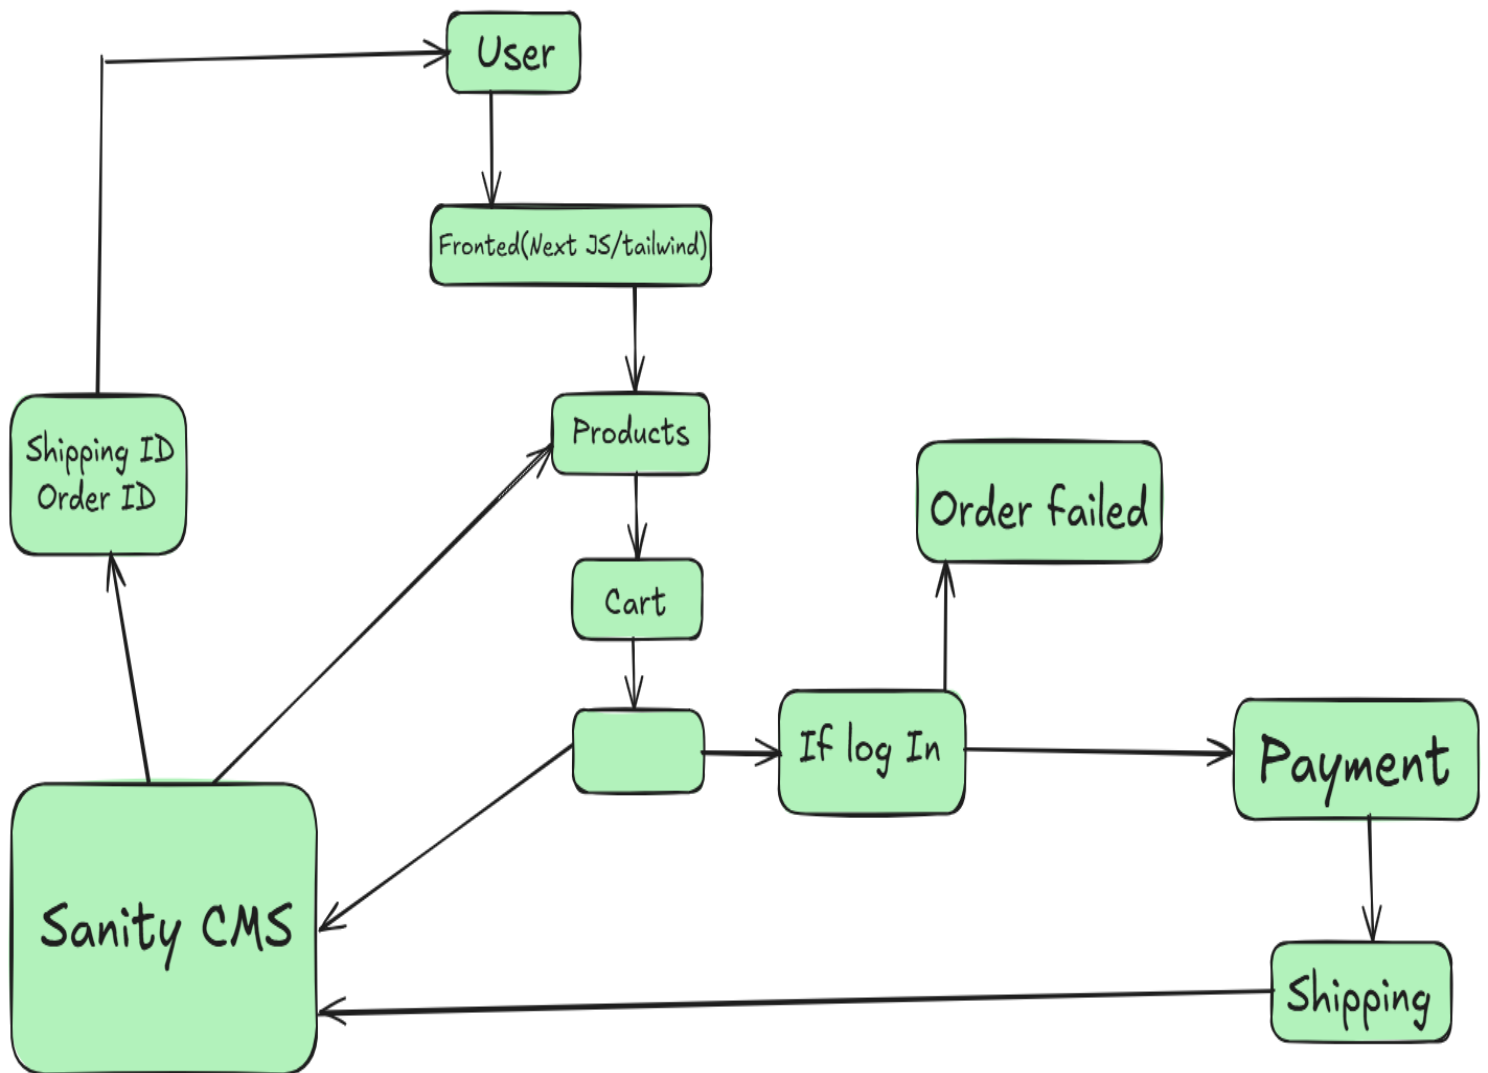 User
Fronted(Next JS/tailwind)
Products
Shipping ID
Order ID
Order failed
Cart
If log In
Payment
Sanity CMS
Shipping